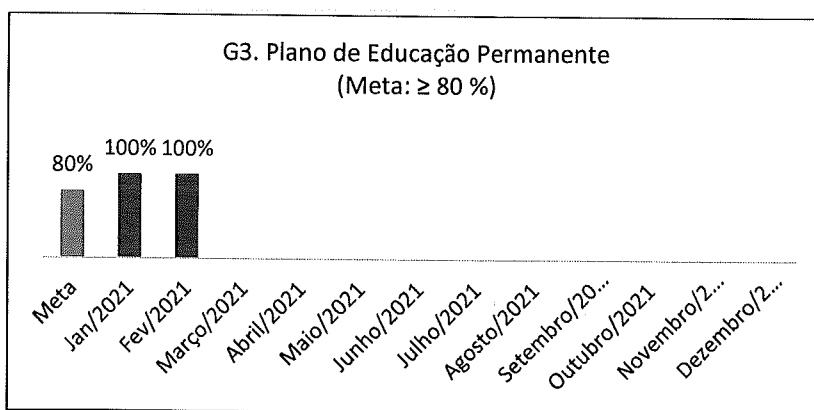 G3. Plano de Educação Permanente
(Meta: ≥ 80 %)
80%
100%
100%
Meta
Jan/2021
Fev/2021
Março/2021
Abril/2021
Maio/2021
Junho/2021
Julho/2021
Agosto/2021
Setembro/20...
Outubro/2021
Novembro/2...
Dezembro/2...